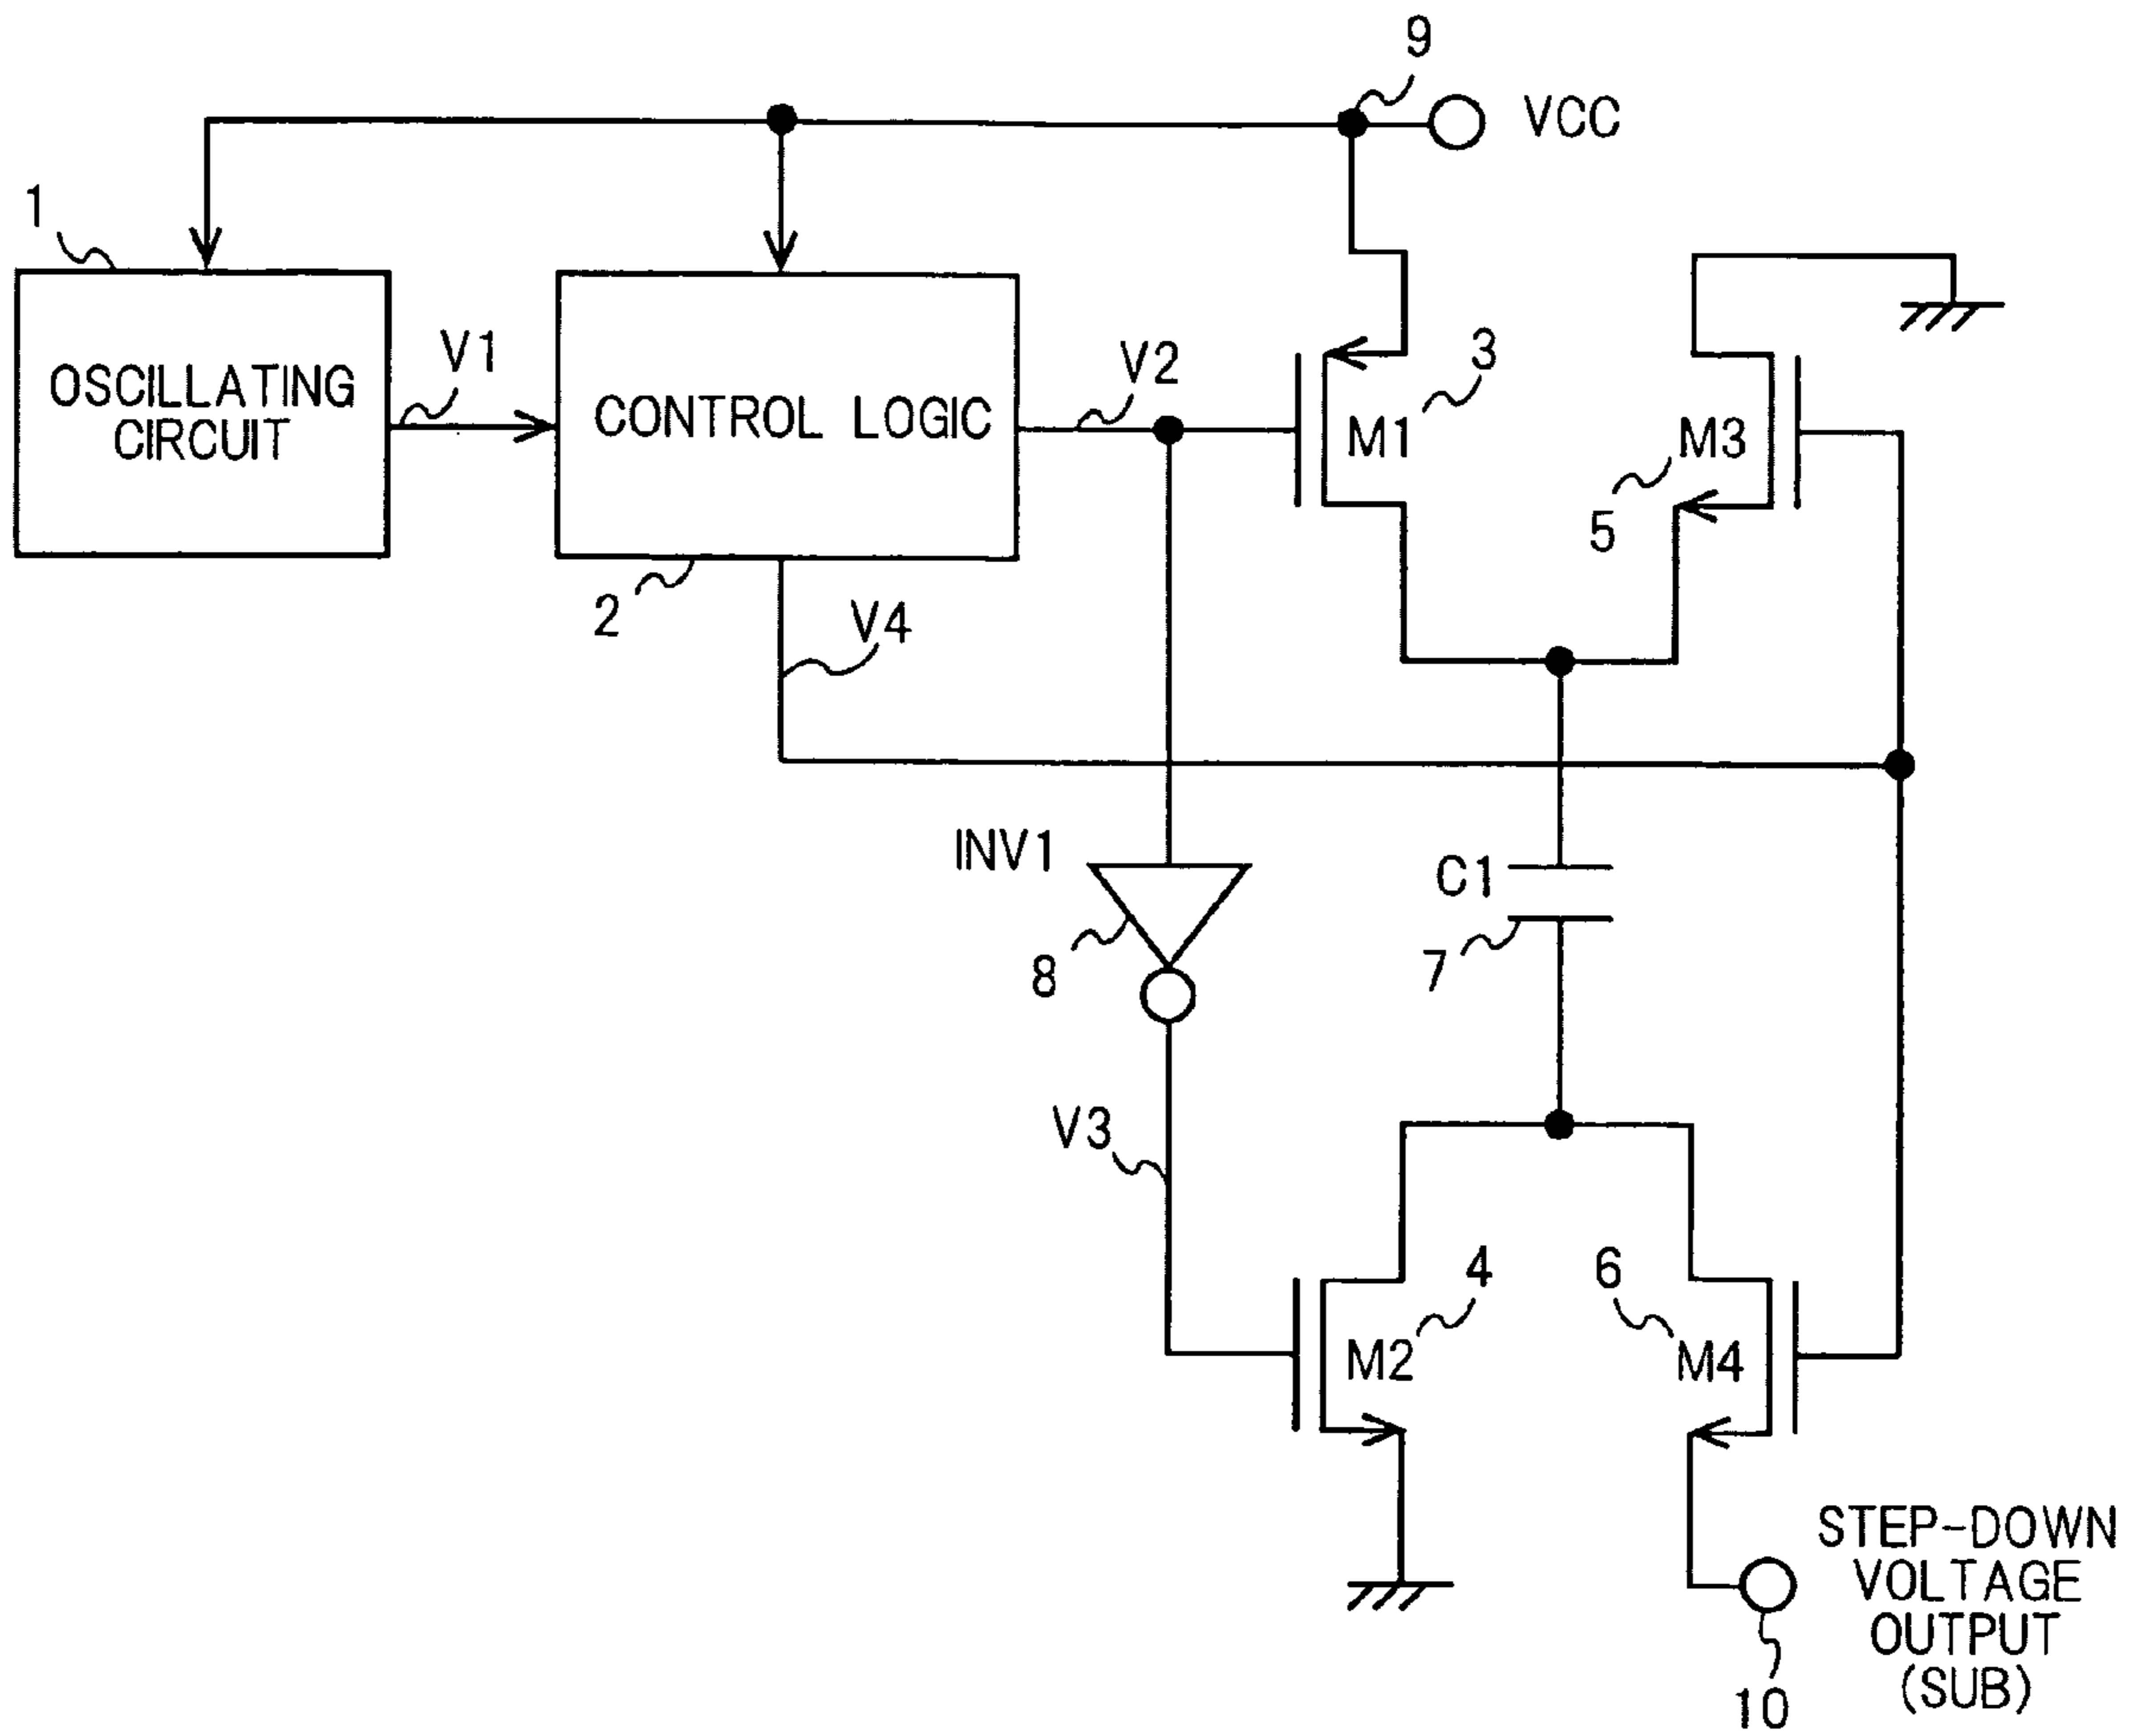 9
VCC
1
OSCILLATING
CIRCUIT
V1
CONTROL LOGIC
2
V2
V4
3
M1
M3
5
INV1
8
C1
7
V3
4
M2
6
M4
STEP-DOWN
VOLTAGE
OUTPUT
(SUB)
10